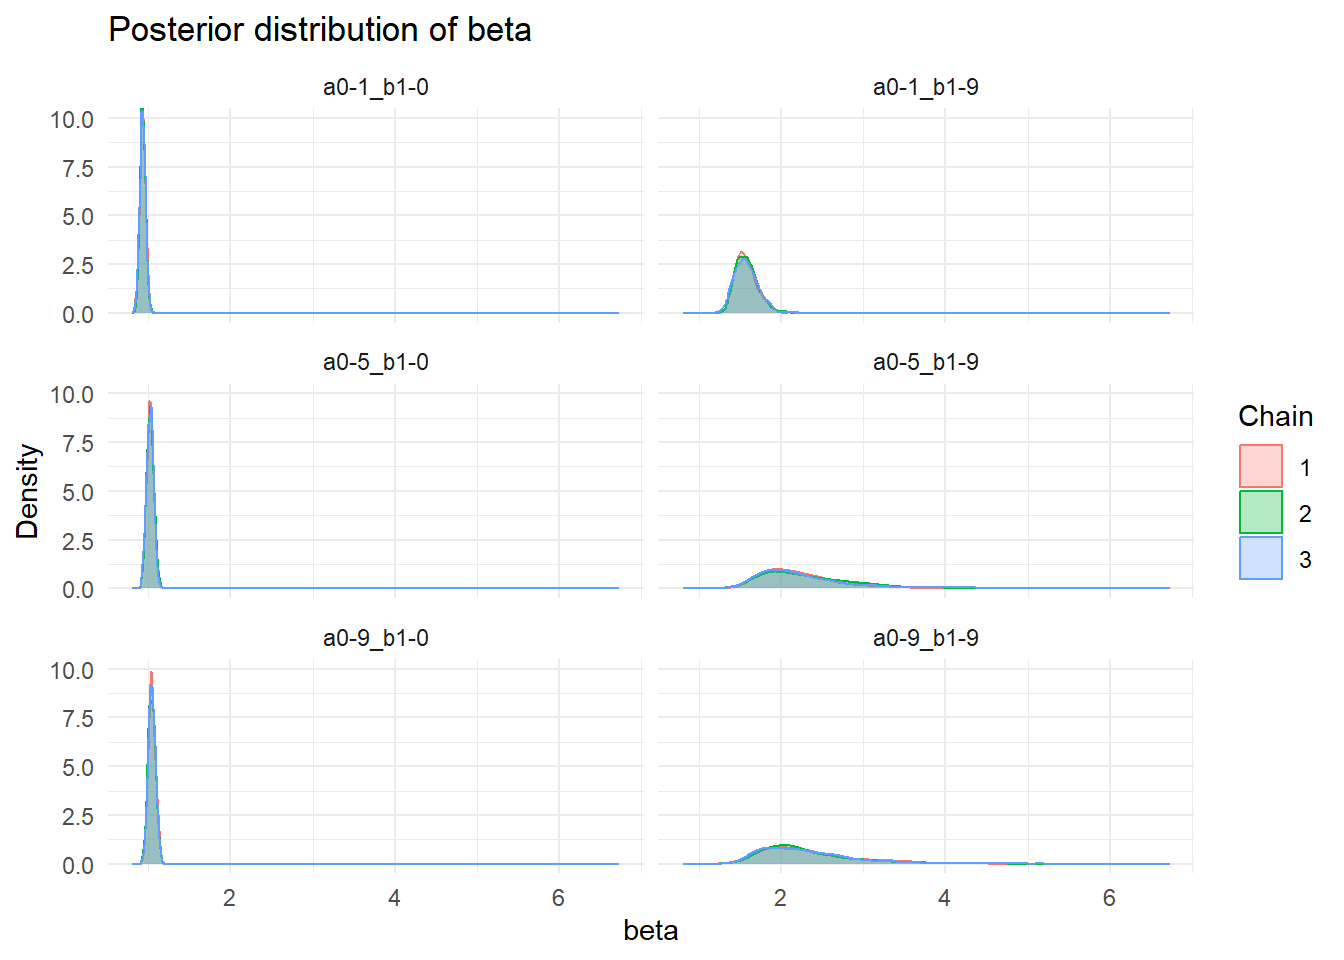 Posterior distribution of beta
a0-1_b1-0
a0-1_b1-9
10.0
7.5
5.0
2.5
0.0
a0-5_b1-0
a0-5_b1-9
10.0
7.5
5.0
2.5
0.0
a0-9_b1-0
a0-9_b1-9
10.0
7.5
5.0
2.5
0.0
2 4 6
2 4 6
beta
Density
Chain
1
2
3